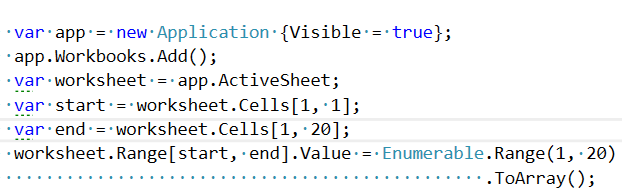 var app = new Application {Visible = true};
app.Workbooks.Add();
var worksheet = app.ActiveSheet;
var start = worksheet.Cells[1, 1];
var end = worksheet.Cells[1, 20];
worksheet.Range[start, end].Value = Enumerable.Range(1, 20)
.ToArray();